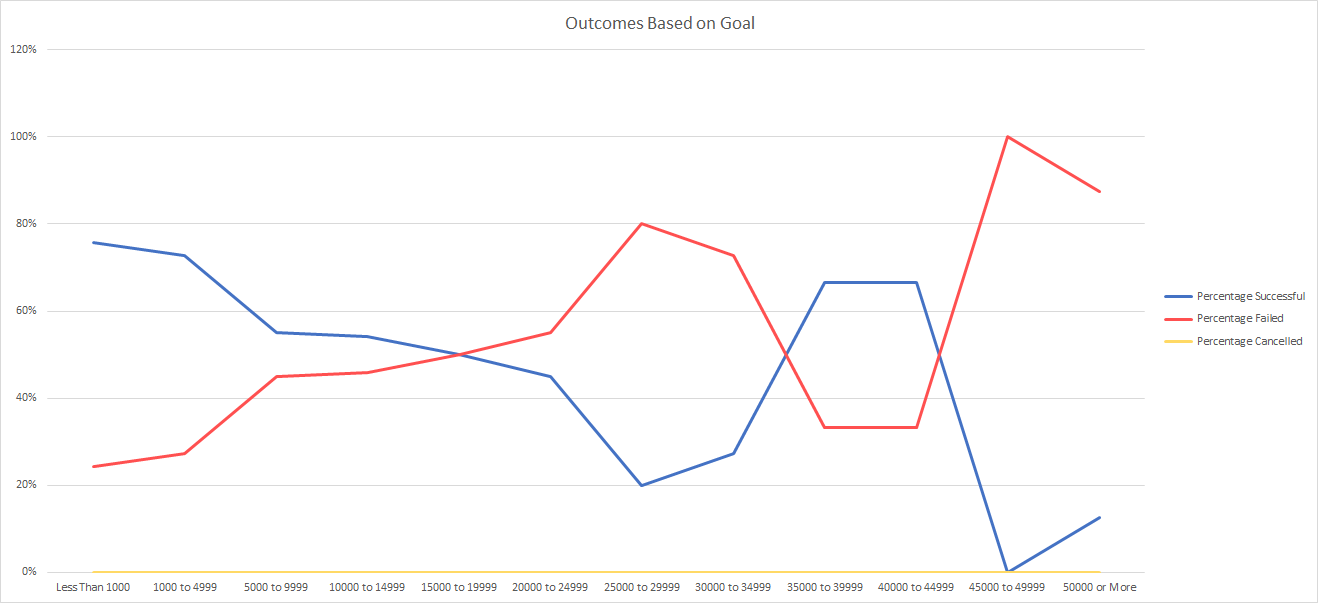 Outcomes Based on Goal
120%
100%
80%
60%
40%
20%
0%
Less Than 1000 1000 to 4999 5000 to 9999 10000 to 14999 15000 to 19999 20000 to 24999 25000 to 29999 30000 to 34999 35000 to 39999 40000 to 44999 45000 to 49999 50000 or More
Percentage Successful
Percentage Failed
Percentage Cancelled